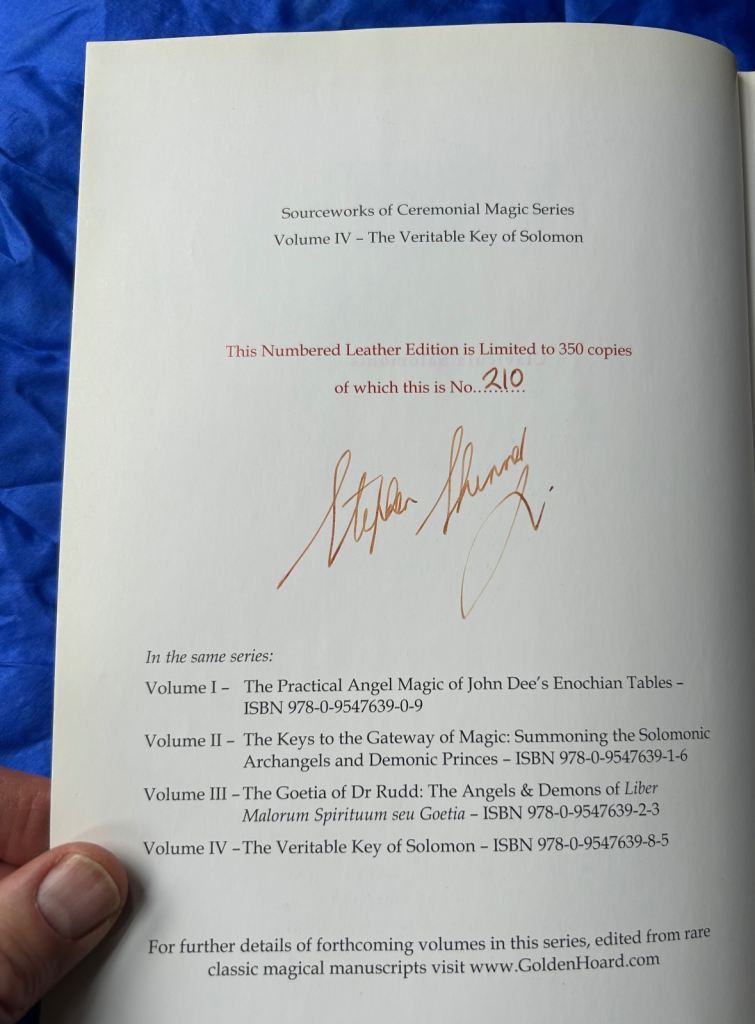 Sourceworks of Ceremonial Magic Series
Volume IV – The Veritable Key of Solomon
This Numbered Leather Edition is Limited to 350 copies
of which this is No..210.......
Stephen Skinner
In the same series:
Volume I – The Practical Angel Magic of John Dee's Enochian Tables –
ISBN 978-0-9547639-0-9
Volume II – The Keys to the Gateway of Magic: Summoning the Solomonic
Archangels and Demonic Princes – ISBN 978-0-9547639-1-6
Volume III – The Goetia of Dr Rudd: The Angels & Demons of Liber
Malorum Spirituum seu Goetia – ISBN 978-0-9547639-2-3
Volume IV – The Veritable Key of Solomon – ISBN 978-0-9547639-8-5
For further details of forthcoming volumes in this series, edited from rare
classic magical manuscripts visit www.GoldenHoard.com